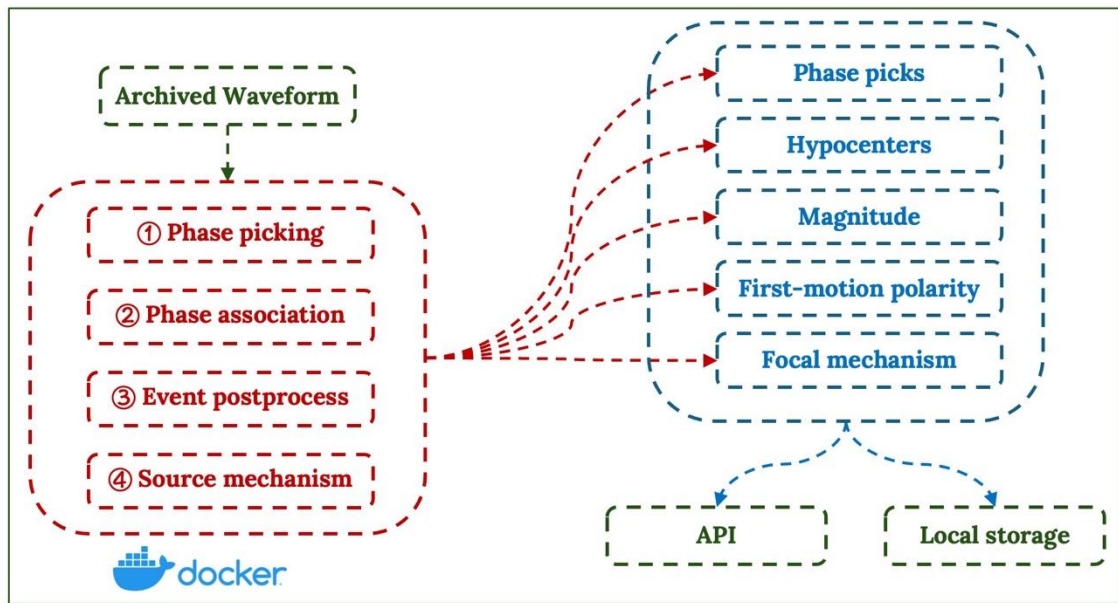 Archived Waveform
① Phase picking
② Phase association
③ Event postprocess
④ Source mechanism
docker
Phase picks
Hypocenters
Magnitude
First-motion polarity
Focal mechanism
API
Local storage